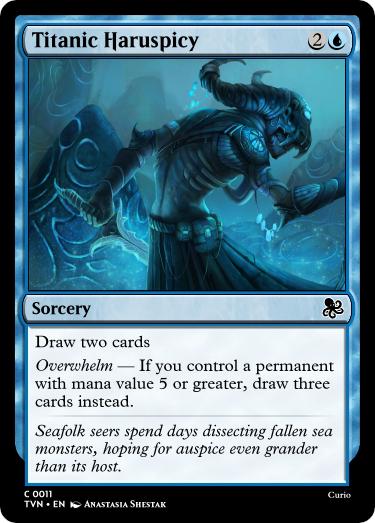 Titanic Haruspicy 2
Sorcery
Draw two cards
Overwhelm — If you control a permanent
with mana value 5 or greater, draw three
cards instead.
Seafolk seers spend days dissecting fallen sea
monsters, hoping for auspice even grander
than its host.
C 0011
TVN • EN Anastasia Shestak
Curio